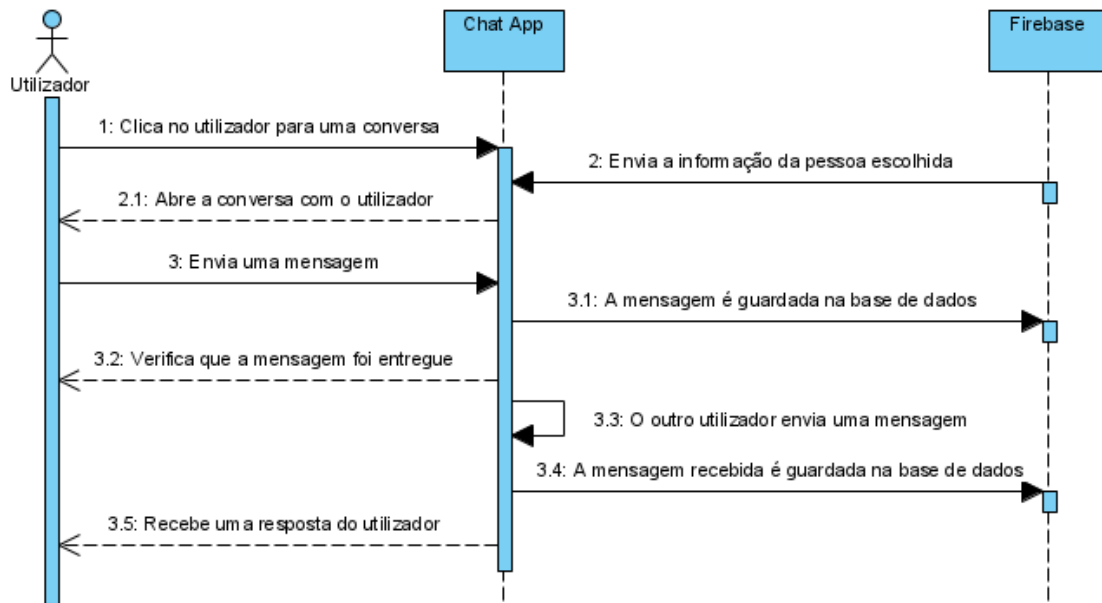 Chat App
Firebase
Utilizador
1: Clica no utilizador para uma conversa
2: Envia a informação da pessoa escolhida
2.1: Abre a conversa com o utilizador
3: Envia uma mensagem
3.1: A mensagem é guardada na base de dados
3.2: Verifica que a mensagem foi entregue
3.3: O outro utilizador envia uma mensagem
3.4: A mensagem recebida é guardada na base de dados
3.5: Recebe uma resposta do utilizador